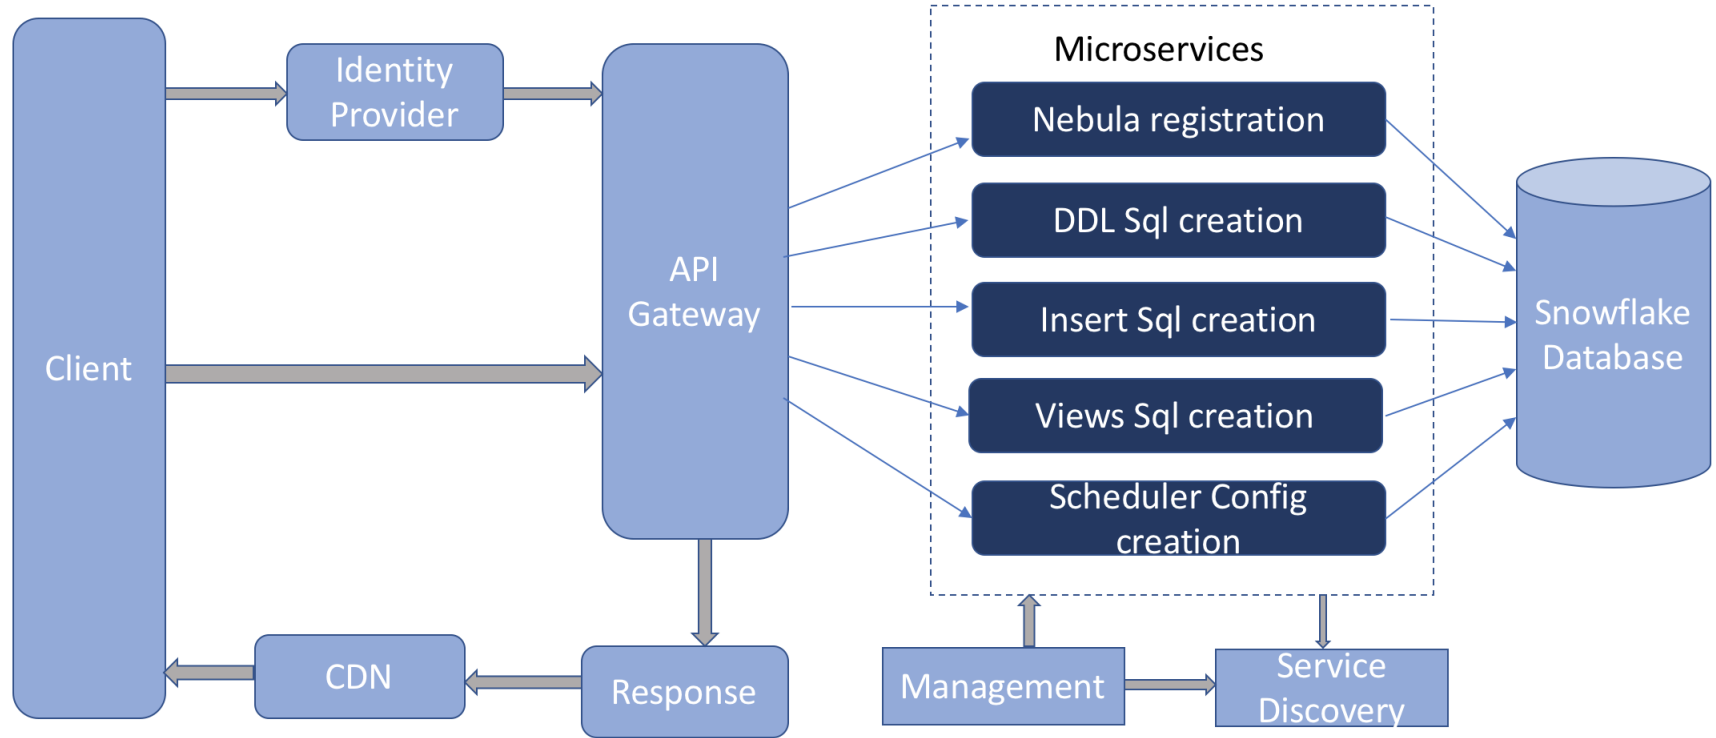 Client
Identity
Provider
API
Gateway
Microservices
Nebula registration
DDL Sql creation
Insert Sql creation
Views Sql creation
Scheduler Config
creation
Snowflake
Database
CDN
Response
Management
Service
Discovery